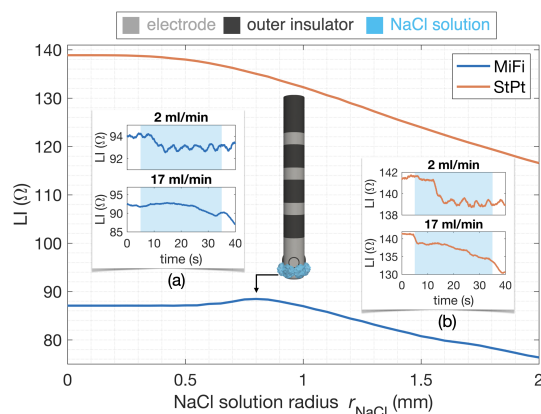 electrode outer insulator NaCl solution
MiFi
StPt
LI (Ω)
140
130
120
110
100
90
80
0 0.5 1 1.5 2
NaCl solution radius r_NaCl (mm)
2 ml/min
LI (Ω)
94
92
17 ml/min
LI (Ω)
95
90
85
0 10 20 30 40
time (s)
(a)
2 ml/min
LI (Ω)
142
140
138
17 ml/min
LI (Ω)
140
135
130
0 10 20 30 40
time (s)
(b)